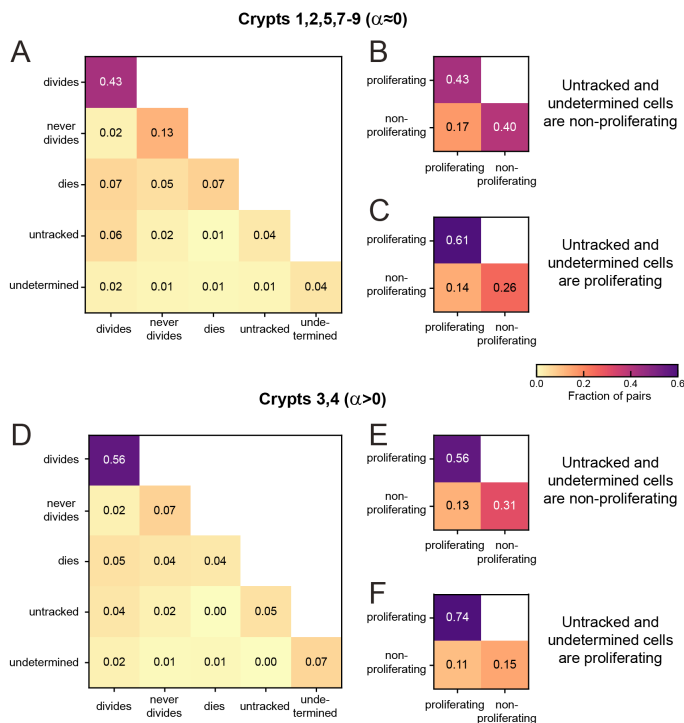 Crypts 1,2,5,7-9 (α≈0)
A
divides
never
divides
dies
untracked
undetermined
0.43
0.02 0.13
0.07 0.05 0.07
0.06 0.02 0.01 0.04
0.02 0.01 0.01 0.01 0.04
divides never
divides dies untracked unde-
termined
B
proliferating
non-
proliferating
0.43
0.17 0.40
proliferating non-
proliferating
Untracked and
undetermined cells
are non-proliferating
C
proliferating
non-
proliferating
0.61
0.14 0.26
proliferating non-
proliferating
Untracked and
undetermined cells
are proliferating
0.0 0.2 0.4 0.6
Fraction of pairs
Crypts 3,4 (α>0)
D
divides
never
divides
dies
untracked
undetermined
0.56
0.02 0.07
0.05 0.04 0.04
0.04 0.02 0.00 0.05
0.02 0.01 0.01 0.00 0.07
divides never
divides dies untracked unde-
termined
E
proliferating
non-
proliferating
0.56
0.13 0.31
proliferating non-
proliferating
Untracked and
undetermined cells
are non-proliferating
F
proliferating
non-
proliferating
0.74
0.11 0.15
proliferating non-
proliferating
Untracked and
undetermined cells
are proliferating